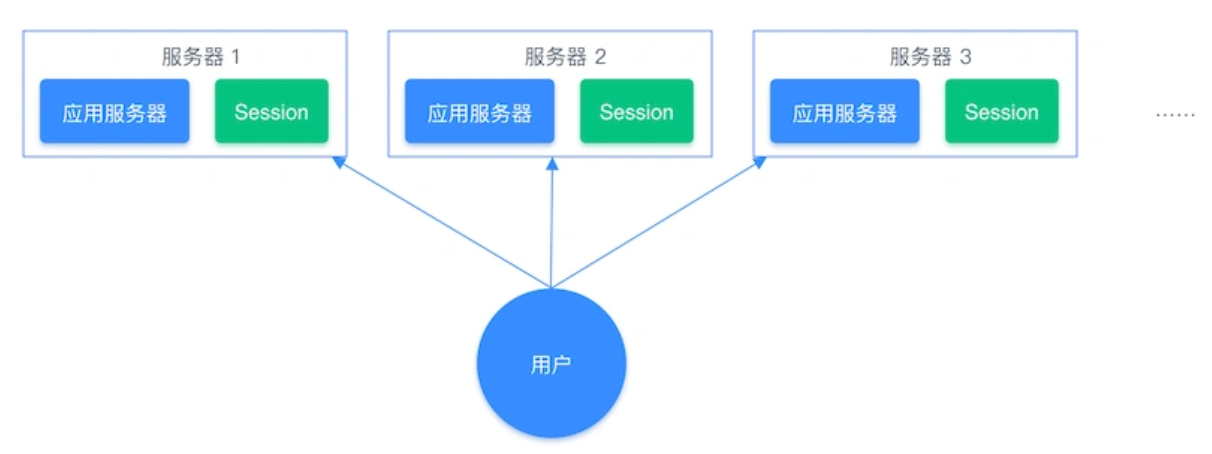 服务器 1
服务器 2
服务器 3
应用服务器
Session
应用服务器
Session
应用服务器
Session
……
用户